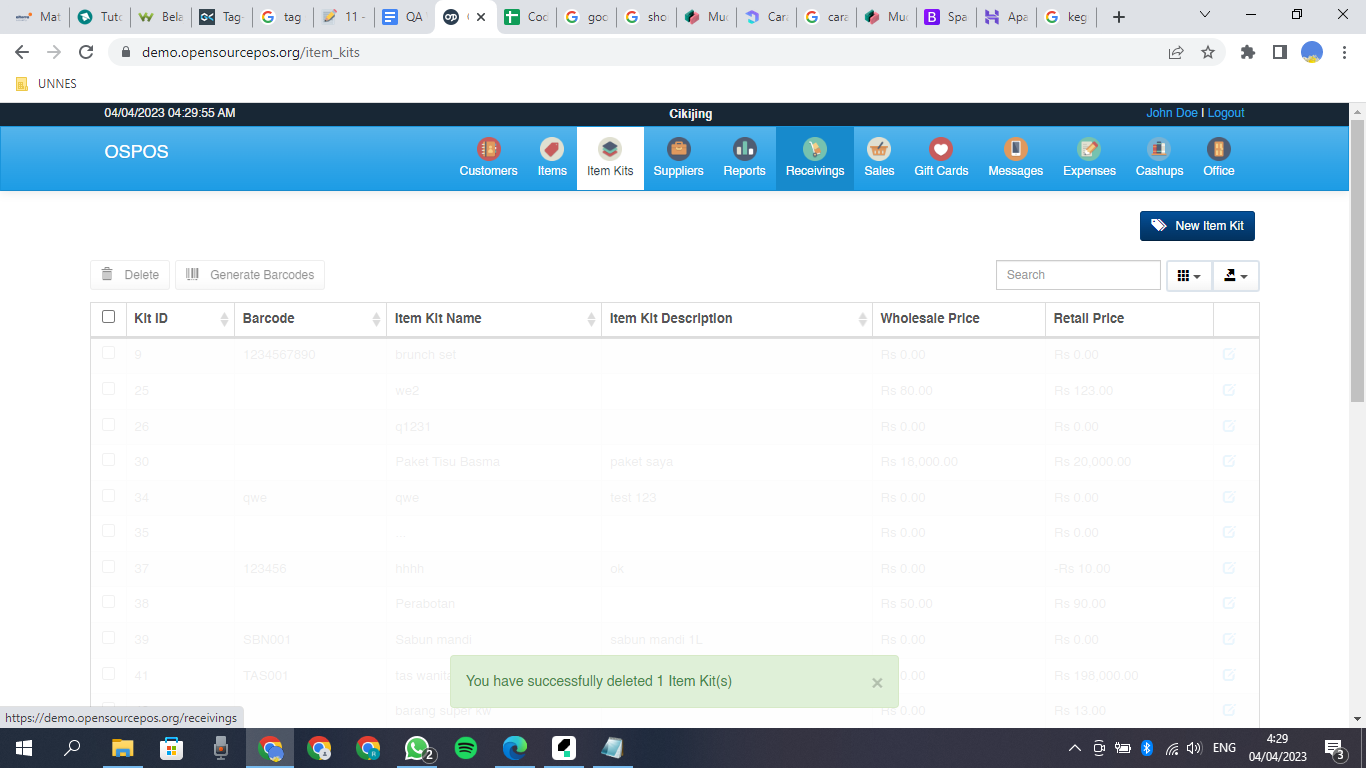 Mat
Tuto
Bela
Tag-
tag
11 -
QA
Cod
goo
sho
Muc
Cara
cara
Muc
Spa
Apa
keg
demo.opensourcepos.org/item_kits
UNNES
04/04/2023 04:29:55 AM
Cikijing
John Doe | Logout
OSPOS
Customers
Items
Item Kits
Suppliers
Reports
Receivings
Sales
Gift Cards
Messages
Expenses
Cashups
Office
New Item Kit
Delete
Generate Barcodes
Search
Kit ID Barcode Item Kit Name Item Kit Description Wholesale Price Retail Price
9 1234567890 brunch set Rs 0.00 Rs 0.00
25 we2 Rs 80.00 Rs 123.00
26 q1231 Rs 0.00 Rs 0.00
30 Paket Tisu Basma paket saya Rs 16,000.00 Rs 20,000.00
34 qwe qwe test 123 Rs 0.00 Rs 0.00
35 ... Rs 0.00 Rs 0.00
37 123456 hhhh ok Rs 0.00 -Rs 10.00
38 Perabotan Rs 50.00 Rs 90.00
39 SBN001 Sabun mandi sabun mandi 1L Rs 0.00 Rs 0.00
41 TAS001 tas Rs 198,000.00
barang super kw Rs 0.00 Rs 13.00
You have successfully deleted 1 Item Kit(s)
×
https://demo.opensourcepos.org/receivings
2
A
R
ENG
4:29
04/04/2023
3